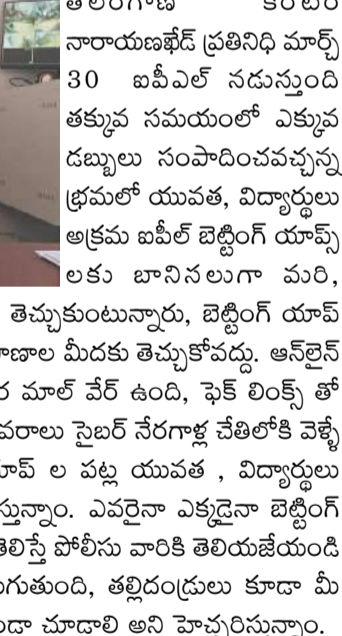 తెలంగాణ
నారాయణఖేడ్ ప్రతినిధి మార్చ్
30 ఐపీఎల్ నడుస్తుంది
తక్కువ సమయంలో ఎక్కువ
డబ్బులు సంపాదించవచ్చన్న
భ్రమలో యువత, విద్యార్థులు
అక్రమ ఐపీల్ బెట్టింగ్ యాప్స్
లకు బానినలుగా మరి,
తెచ్చుకుంటున్నారు, బెట్టింగ్ యాప్
ణాల మీదకు తెచ్చుకోవద్దు. ఆన్‌లైన్
ర మాల్ వేర్ ఉంది, ఫెక్ లింక్స్ తో
వరాలు సైబర్ నేరగాళ్ల చేతిలోకి వెళ్ళే
ప్ ల పట్ల యువత , విద్యార్థులు
స్తున్నాం. ఎవరైనా ఎక్కడైనా బెట్టింగ్
తెలిస్తే పోలీసు వారికి తెలియజేయండి
గుతుంది, తల్లిదండ్రులు కూడా మీ
డా చూడాలి అని హెచ్చరిస్తున్నాం.